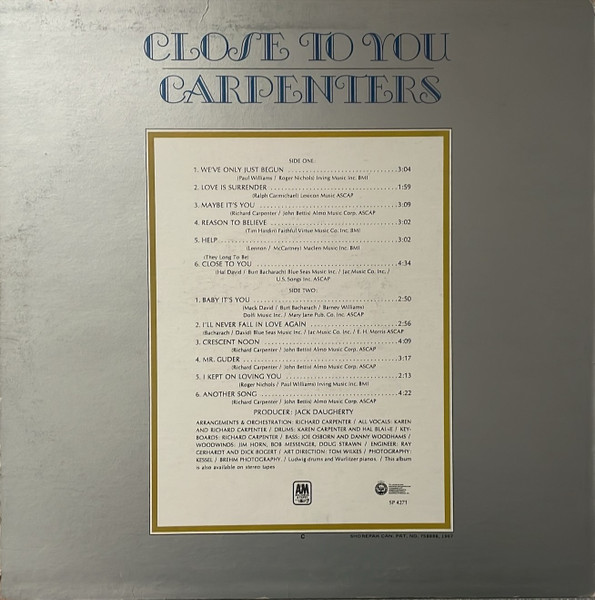 CLOSE TO YOU
CARPENTERS
SIDE ONE:
1. WE'VE ONLY JUST BEGUN ..........3:04
(Paul Williams / Roger Nichols) Irving Music Inc. BMI
2. LOVE IS SURRENDER ..........1:59
(Ralph Carmichael) Lexicon Music ASCAP
3. MAYBE IT'S YOU ..........3:09
(Richard Carpenter / John Bettis) Almo Music Corp. ASCAP
4. REASON TO BELIEVE ..........3:02
(Tim Hardin) Faithful Virtue Music Co. Inc. BMI
5. HELP ..........3:02
(Lennon / McCartney) Maclen Music Inc. BMI
(They Long To Be)
6. CLOSE TO YOU ..........4:34
(Hal David / Burt Bacharach) Blue Seas Music Inc. / Jac Music Co. Inc. /
U.S. Songs Inc. ASCAP
SIDE TWO:
1. BABY IT'S YOU ..........2:50
(Mack David / Burt Bacharach / Barney Williams)
Dolfi Music Inc. / Mary Jane Pub. Co. Inc. ASCAP
2. I'LL NEVER FALL IN LOVE AGAIN ..........2:56
(Bacharach / David) Blue Seas Music Inc. / Jac Music Co. Inc. / E. H. Morris ASCAP
3. CRESCENT NOON ..........4:09
(Richard Carpenter / John Bettis) Almo Music Corp. ASCAP
4. MR. GUDER ..........3:17
(Richard Carpenter / John Bettis) Almo Music Corp. ASCAP
5. I KEPT ON LOVING YOU ..........2:13
(Roger Nichols / Paul Williams) Irving Music Inc. BMI
6. ANOTHER SONG ..........4:22
(Richard Carpenter / John Bettis) Almo Music Corp. ASCAP
PRODUCER: JACK DAUGHERTY
ARRANGEMENTS & ORCHESTRATION: RICHARD CARPENTER / ALL VOCALS: KAREN
AND RICHARD CARPENTER / DRUMS: KAREN CARPENTER AND HAL BLAINE / KEY-
BOARDS: RICHARD CARPENTER / BASS: JOE OSBORN AND DANNY WOODHAMS /
WOODWINDS: JIM HORN, BOB MESSENGER, DOUG STRAWN / ENGINEER: RAY
GERHARDT AND DICK BOGERT / ART DIRECTION: TOM WILKES / PHOTOGRAPHY:
KESSEL / BREHM PHOTOGRAPHY. / Ludwig drums and Wurlitzer pianos. / This album
is also available on stereo tapes
A&M
SP 4271
C
SHOREPAK CAN. PAT. NO. 758898, 1967